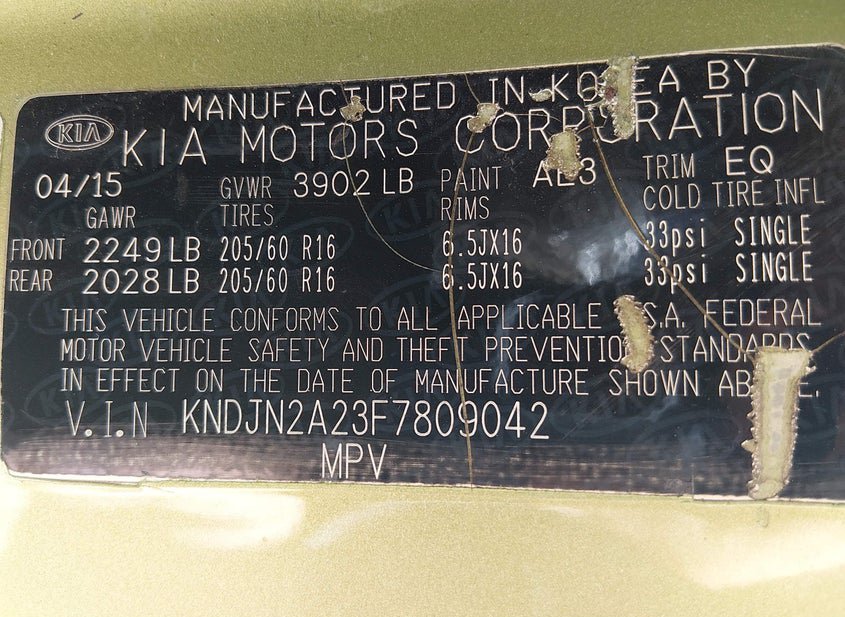 MANUFACTURED IN KOREA BY
KIA KIA MOTORS CORPORATION
04/15 GVWR 3902 LB PAINT TRIM EQ
GAWR TIRES RIMS COLD TIRE INFL
FRONT 2249 LB 205/60 R16 6.5JX16 33psi SINGLE
REAR 2028 LB 205/60 R16 6.5JX16 33psi SINGLE
THIS VEHICLE CONFORMS TO ALL APPLICABLE U.S.A. FEDERAL
MOTOR VEHICLE SAFETY AND THEFT PREVENTION STANDARDS
IN EFFECT ON THE DATE OF MANUFACTURE SHOWN ABOVE.
V.I.N KNDJN2A23F7809042
MPV